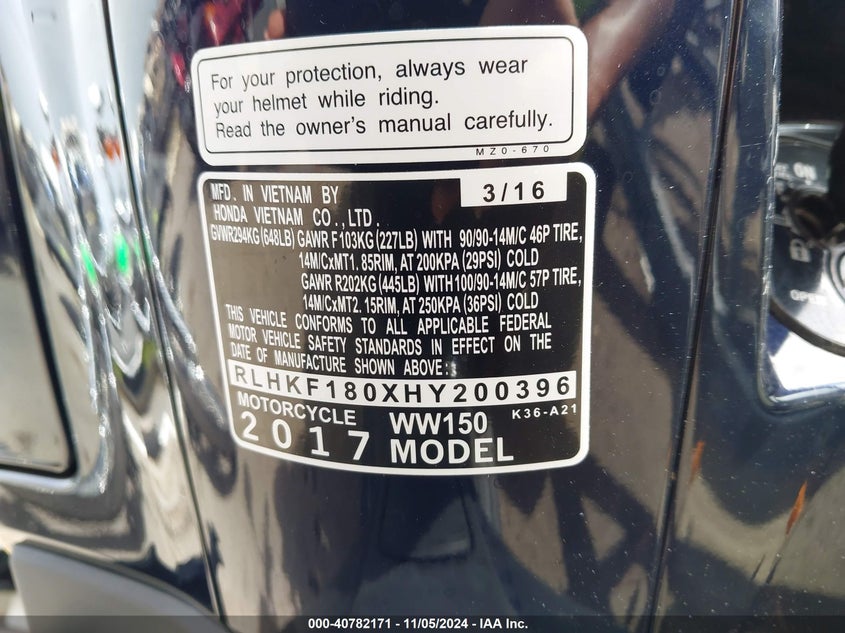 For your protection, always wear
your helmet while riding.
Read the owner's manual carefully.
MZ0-670
MFD. IN VIETNAM BY 3/16
HONDA VIETNAM CO.,LTD.
GVWR294KG(648LB) GAWR F103KG(227LB) WITH 90/90-14M/C 46P TIRE,
14M/CxMT1.85RIM, AT 200KPA (29PSI) COLD
GAWR R202KG(445LB) WITH100/90-14M/C 57P TIRE,
14M/CxMT2.15RIM, AT 250KPA (36PSI) COLD
THIS VEHICLE CONFORMS TO ALL APPLICABLE FEDERAL
MOTOR VEHICLE SAFETY STANDARDS IN EFFECT ON THE
DATE OF MANUFACTURE SHOWN ABOVE:
RLHKF180XHY200396
MOTORCYCLE WW150 K36-A21
2017 MODEL
ON
OPEN
000-40782171 - 11/05/2024 - IAA Inc.